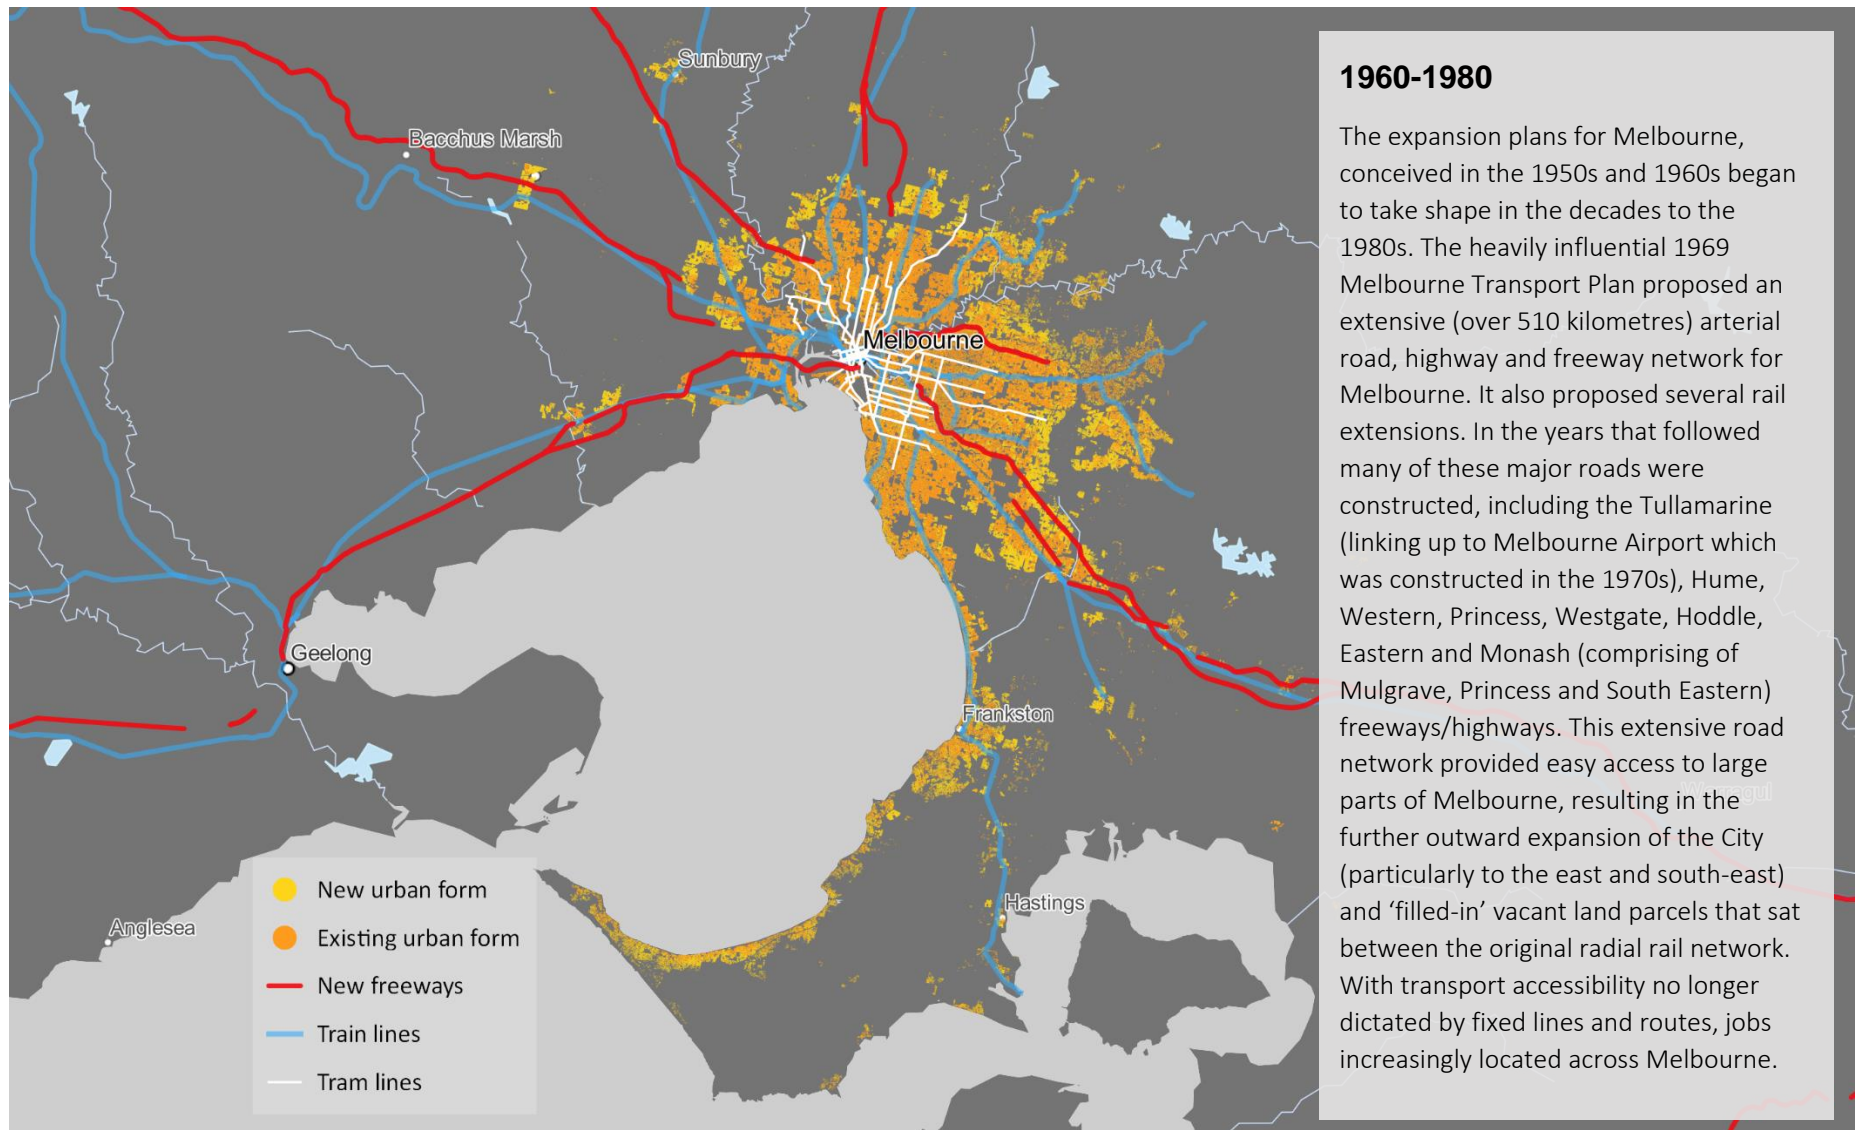 Sunbury
Bacchus Marsh
Melbourne
Geelong
Frankston
Hastings
Anglesea
Warragul
New urban form
Existing urban form
New freeways
Train lines
Tram lines
1960-1980
The expansion plans for Melbourne,
conceived in the 1950s and 1960s began
to take shape in the decades to the
1980s. The heavily influential 1969
Melbourne Transport Plan proposed an
extensive (over 510 kilometres) arterial
road, highway and freeway network for
Melbourne. It also proposed several rail
extensions. In the years that followed
many of these major roads were
constructed, including the Tullamarine
(linking up to Melbourne Airport which
was constructed in the 1970s), Hume,
Western, Princess, Westgate, Hoddle,
Eastern and Monash (comprising of
Mulgrave, Princess and South Eastern)
freeways/highways. This extensive road
network provided easy access to large
parts of Melbourne, resulting in the
further outward expansion of the City
(particularly to the east and south-east)
and ‘filled-in’ vacant land parcels that sat
between the original radial rail network.
With transport accessibility no longer
dictated by fixed lines and routes, jobs
increasingly located across Melbourne.